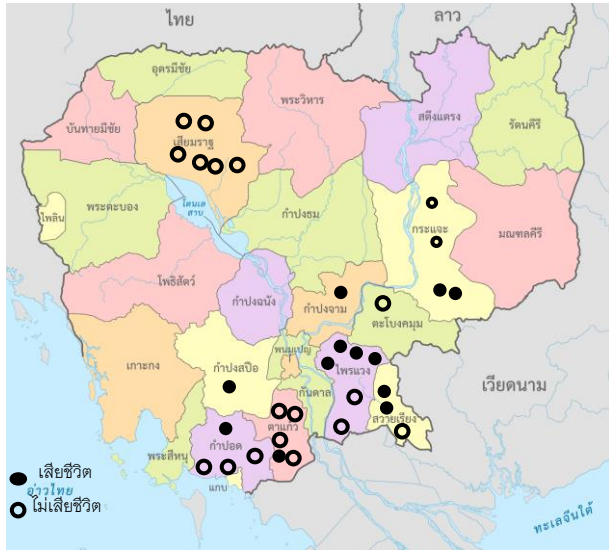 ไทย
ลาว
อุดรมีชัย
พระวิหาร
สตึงแตรง
รัตนคีรี
บันทายมีชัย
เสียมราฐ
ไพลิน
พระตะบอง
โตนเล
สาบ
กำปงธม
กระแจะ
มณฑลคีรี
โพธิสัตว์
กำปงฉนัง
กำปงจาม
ตะโบงคมุม
เกาะกง
กำปงสปือ
พนมเปญ
ไพรแวง
เวียดนาม
กันดาล
สวายเรียง
ตาแก้ว
กำปอด
พระสีหนุ
แกบ
เสียชีวิต
อ่าวไทย
ไม่เสียชีวิต
ทะเลจีนใต้